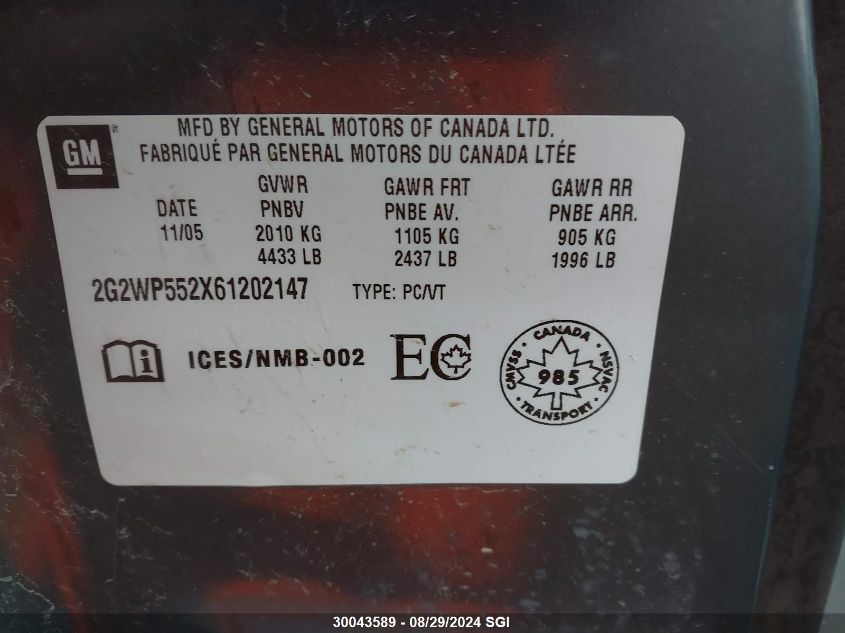 GM
MFD BY GENERAL MOTORS OF CANADA LTD.
FABRIQUÉ PAR GENERAL MOTORS DU CANADA LTÉE
GVWR GAWR FRT GAWR RR
DATE PNBV PNBE AV. PNBE ARR.
11/05 2010 KG 1105 KG 905 KG
4433 LB 2437 LB 1996 LB
2G2WP552X61202147 TYPE: PC/VT
i ICES/NMB-002 EC
CANADA
CMVSS 985 NSVAC
TRANSPORT
30043589 - 08/29/2024 SGI